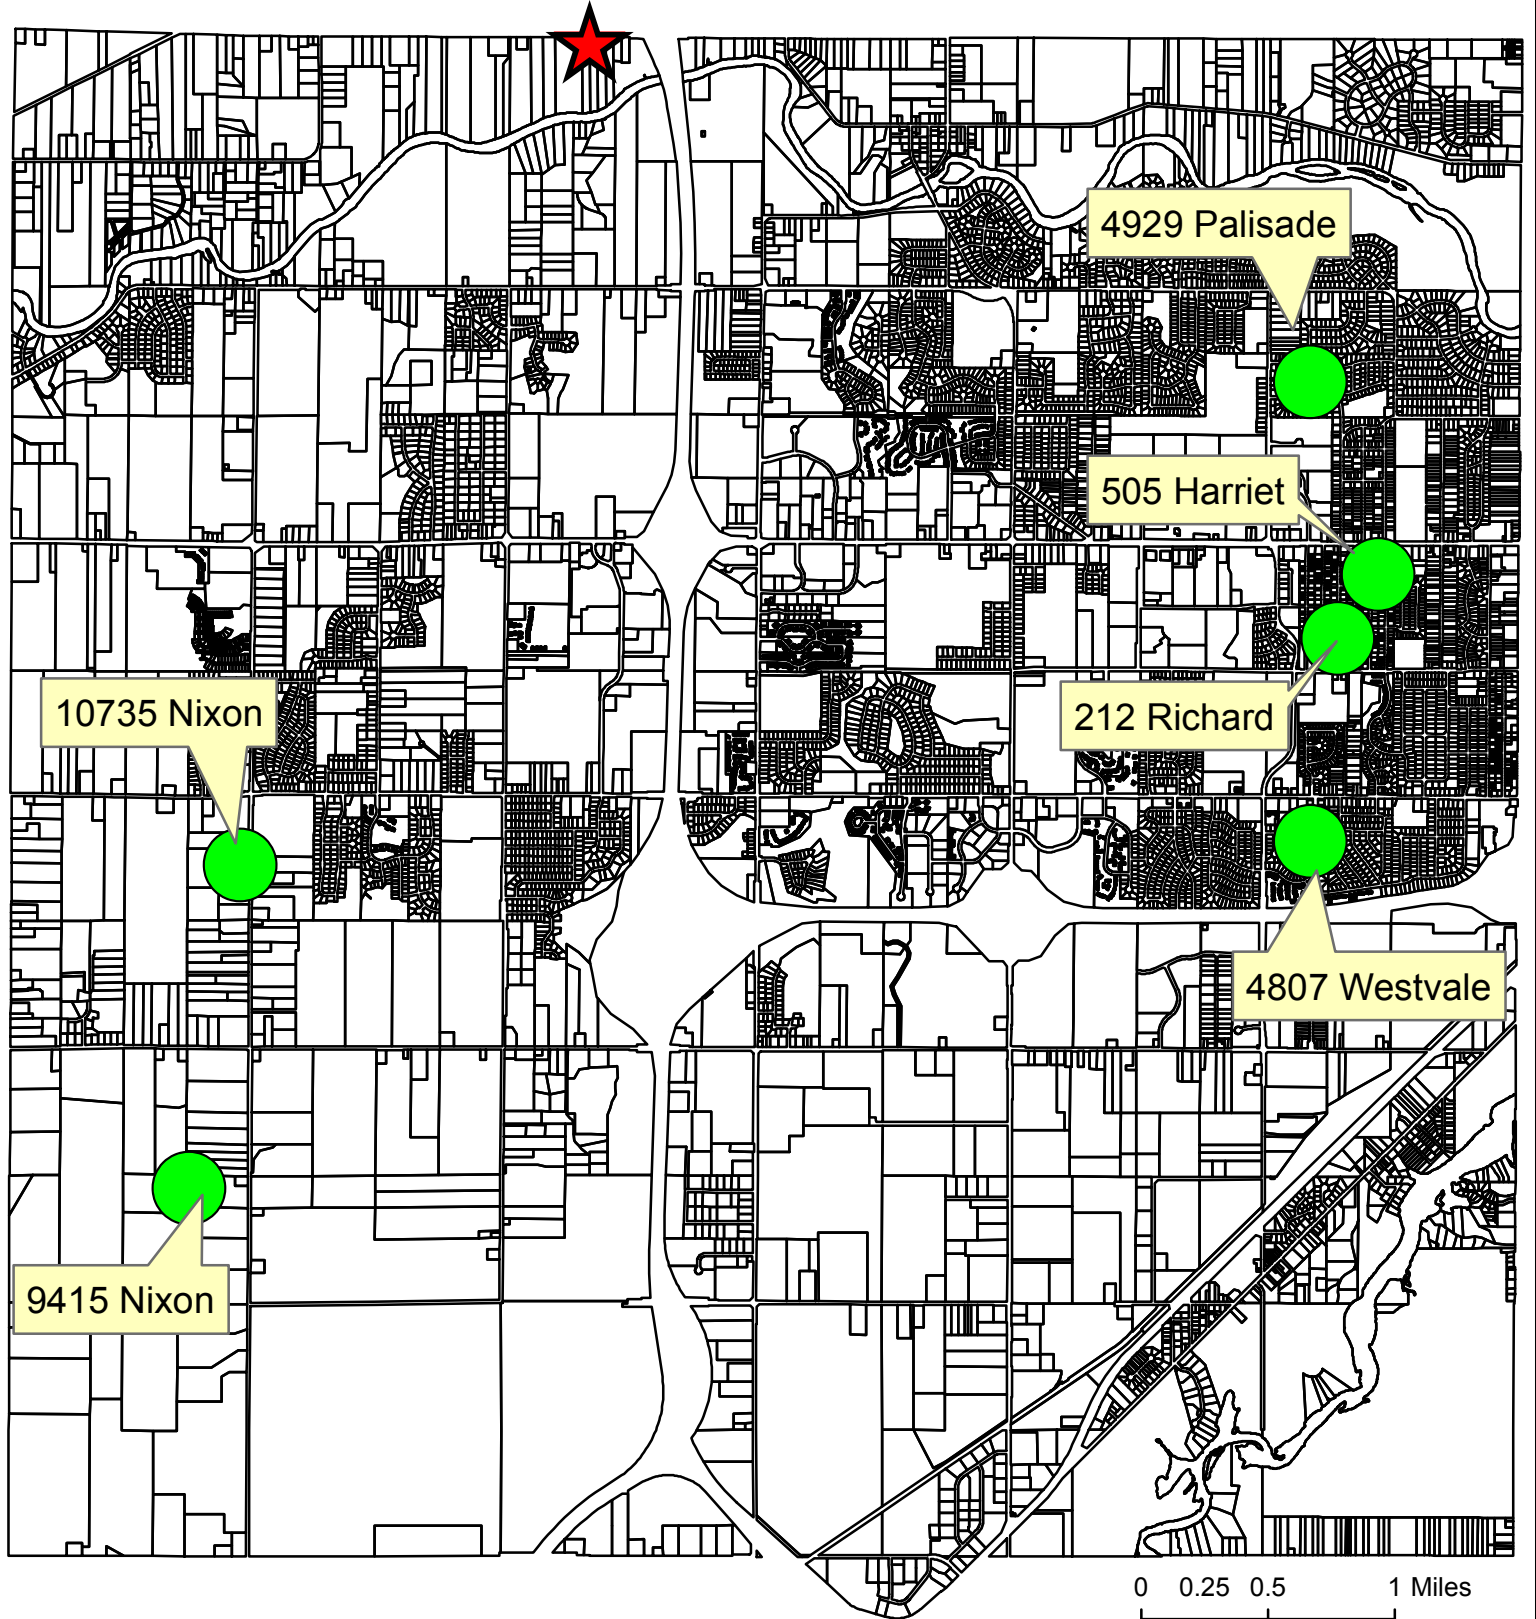 4929 Palisade
505 Harriet
212 Richard
10735 Nixon
4807 Westvale
9415 Nixon
0 0.25 0.5 1 Miles